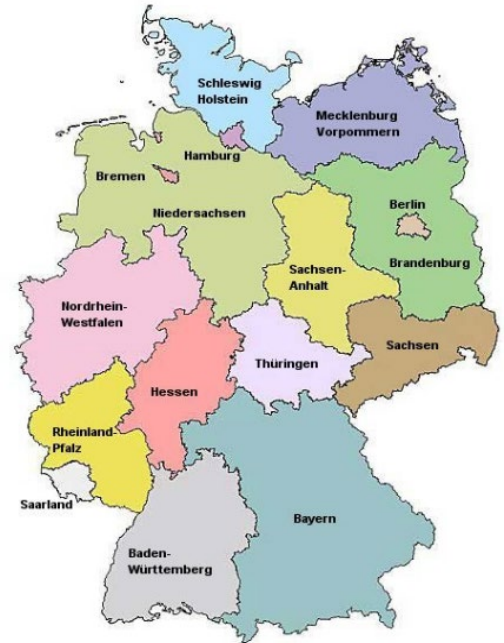 Schleswig
Holstein
Mecklenburg
Vorpommern
Hamburg
Bremen
Niedersachsen
Berlin
Brandenburg
Sachsen-
Anhalt
Nordrhein-
Westfalen
Sachsen
Thüringen
Hessen
Rheinland-
Pfalz
Saarland
Bayern
Baden-
Württemberg